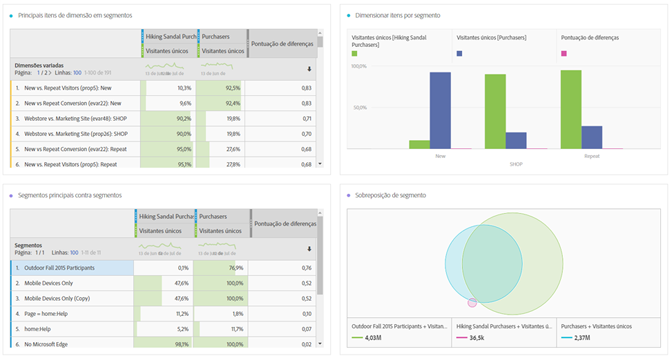 Principais itens de dimensão em segmentos
Hiking Sandal Purchas
Purchasers
Visitantes únicos
Visitantes únicos
Pontuação de diferenças
Dimensões variadas
Página: 1 / 2 > Linhas: 100 1-100 de 110
1. New vs. Repeat Visitors (prop5): New 10,3% 92,5% 0,83
2. New vs. Repeat Conversion (evar22): New 9,6% 92,4% 0,83
3. Webstore vs. Marketing Site (evar48): SHOP 90,2% 19,8% 0,71
4. Webstore vs. Marketing Site (prop26): SHOP 90,0% 19,8% 0,70
5. New vs Repeat Conversion (evar22): Repeat 95,0% 27,6% 0,68
6. New vs. Repeat Visitors (prop5): Repeat 95,1% 27,8% 0,68
Dimensionar itens por segmento
Visitantes únicos [Hiking Sandal Purchasers]
Visitantes únicos [Purchasers]
Pontuação de diferenças
100,0%
50,0%
New
SHOP
Repeat
Segmentos principais contra segmentos
Hiking Sandal Purchas
Purchasers
Visitantes únicos
Visitantes únicos
Pontuação de diferenças
Segmentos
Página: 1 / 1 Linhas: 100 1-11 de 11
1. Outdoor Fall 2015 Participants 0,1% 76,9% 0,76
2. Mobile Devices Only 47,6% 100,0% 0,52
3. Mobile Devices Only (Copy) 47,6% 100,0% 0,52
4. Page = home:Help 11,2% 1,8% 0,10
5. home:Help 5,2% 11,7% 0,07
6. No Microsoft Edge 98,1% 100,0% 0,02
Sobreposição de segmento
Outdoor Fall 2015 Participants + Visitan...
4,03M
Hiking Sandal Purchasers + Visitantes ú...
36,5k
Purchasers + Visitantes únicos
2,37M